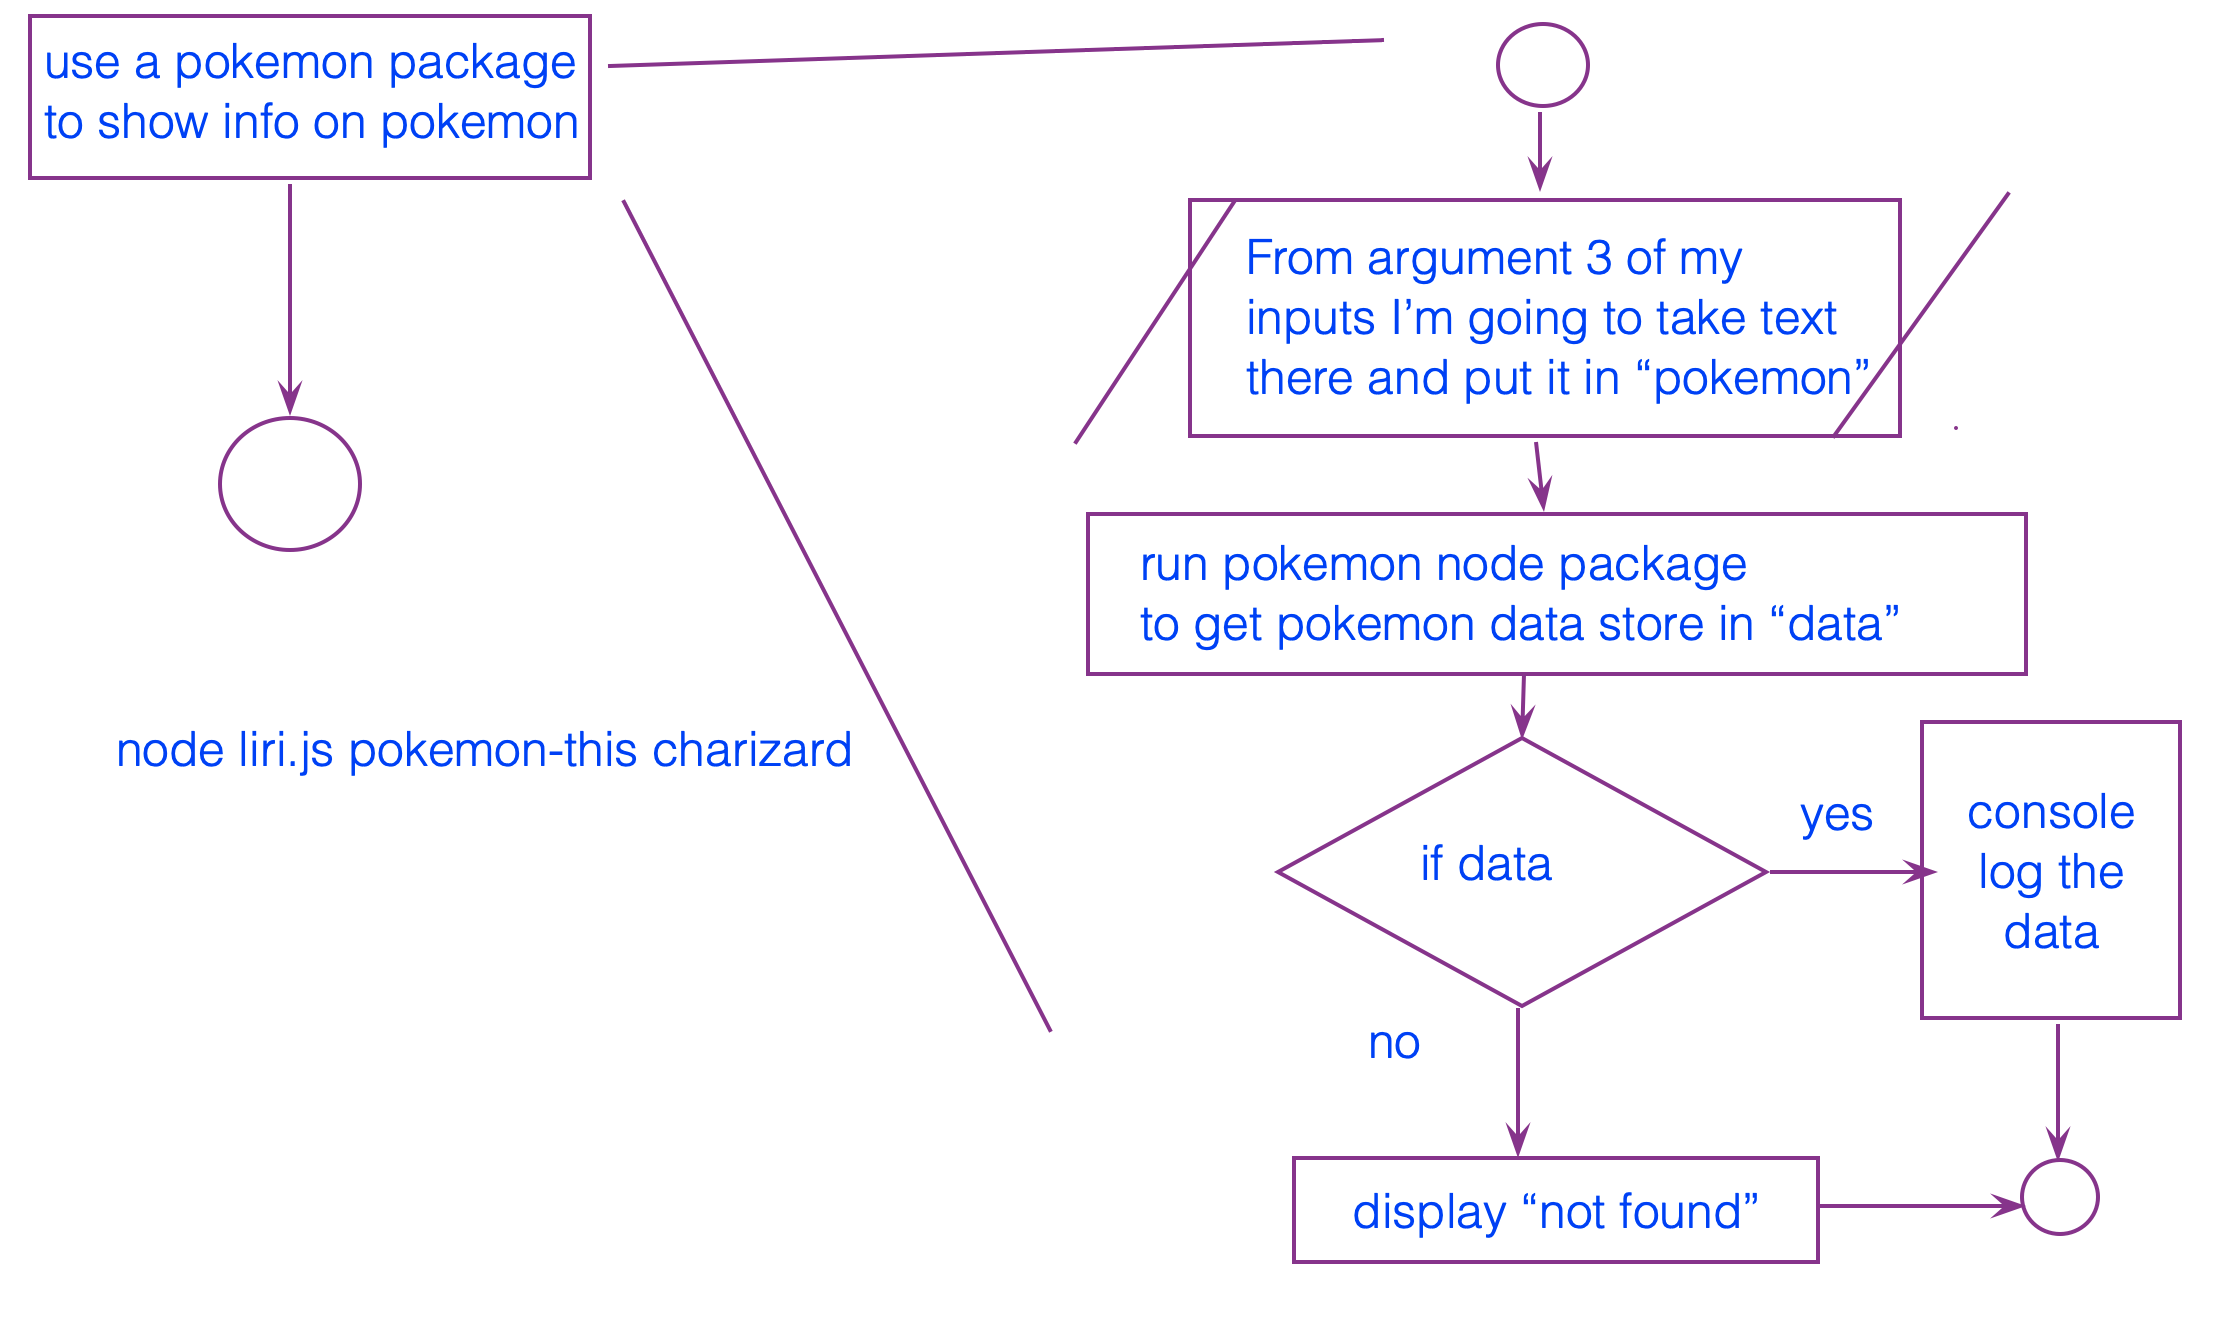 use a pokemon package
to show info on pokemon
From argument 3 of my
inputs I’m going to take text
there and put it in “pokemon”
run pokemon node package
to get pokemon data store in “data”
node liri.js pokemon-this charizard
if data
yes
console
log the
data
no
display “not found”